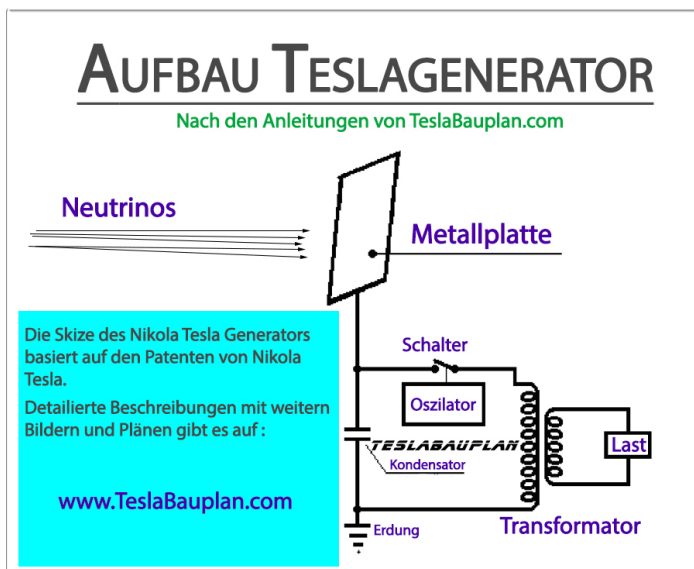 AUFBAU TESLAGENERATOR
Nach den Anleitungen von TeslaBauplan.com
Neutrinos
Metallplatte
Die Skize des Nikola Tesla Generators
basiert auf den Patenten von Nikola
Tesla.
Detailierte Beschreibungen mit weitern
Bildern und Plänen gibt es auf :
www.TeslaBauplan.com
Schalter
Oszilator
TESLABAUPLAN
Kondensator
Last
Erdung
Transformator